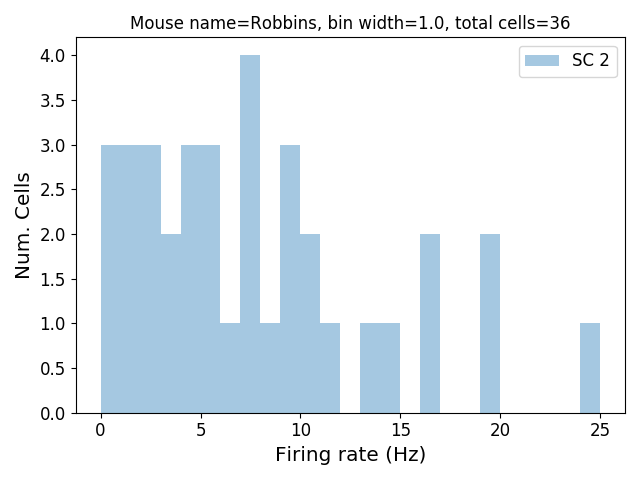 Mouse name=Robbins, bin width=1.0, total cells=36
SC 2
Num. Cells
4.0
3.5
3.0
2.5
2.0
1.5
1.0
0.5
0.0
0 5 10 15 20 25
Firing rate (Hz)